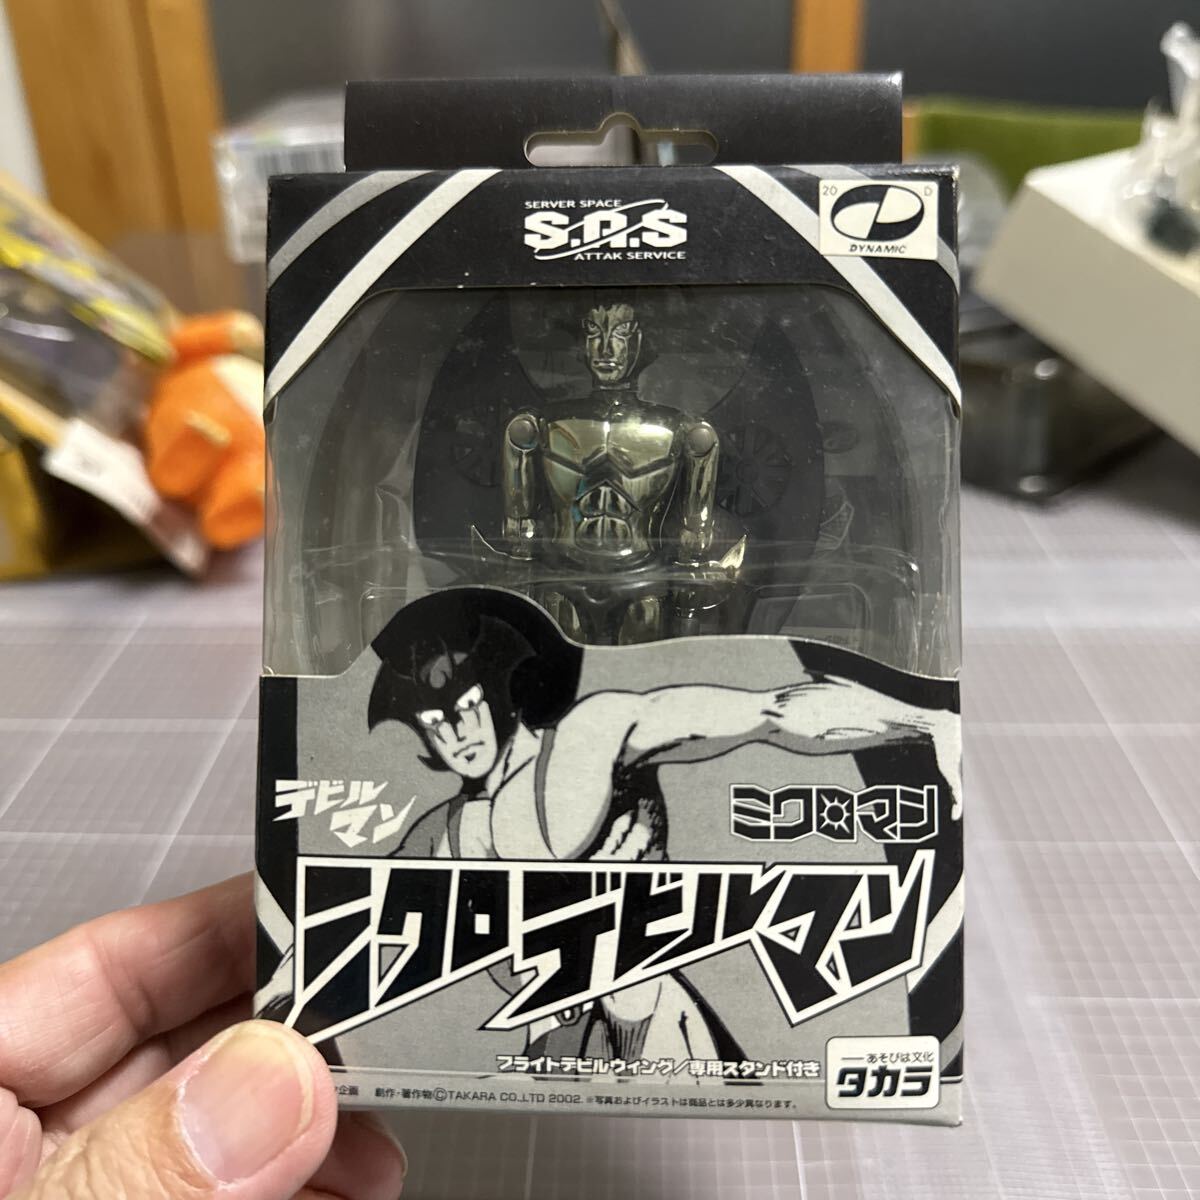 SERVER SPACE
S.A.S
ATTAK SERVICE
20 D
DYNAMIC
デビル
マン
ミクロマン
ミクロデビルマン
フライトデビルウィング/専用スタンド付き
あそびは文化
タカラ
企画 創作・著作物©TAKARA CO.,LTD 2002. ※写真およびイラストは商品とは多少異なります。